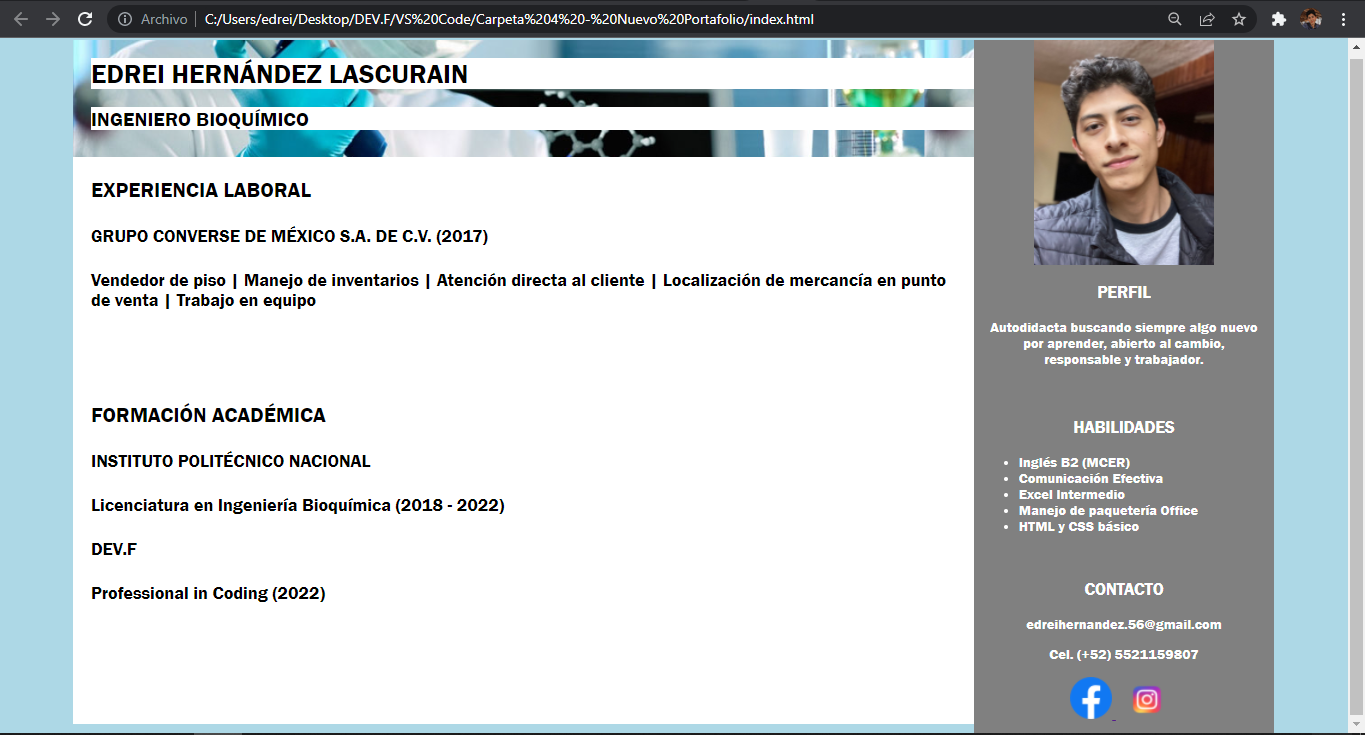 Archivo
C:/Users/edrei/Desktop/DEV.F/VS%20Code/Carpeta%204%20-%20Nuevo%20Portafolio/index.html
EDREI HERNÁNDEZ LASCURAIN
INGENIERO BIOQUÍMICO
EXPERIENCIA LABORAL
GRUPO CONVERSE DE MÉXICO S.A. DE C.V. (2017)
Vendedor de piso | Manejo de inventarios | Atención directa al cliente | Localización de mercancía en punto
de venta | Trabajo en equipo
FORMACIÓN ACADÉMICA
INSTITUTO POLITÉCNICO NACIONAL
Licenciatura en Ingeniería Bioquímica (2018 - 2022)
DEV.F
Professional in Coding (2022)
PERFIL
Autodidacta buscando siempre algo nuevo
por aprender, abierto al cambio,
responsable y trabajador.
HABILIDADES
• Inglés B2 (MCER)
• Comunicación Efectiva
• Excel Intermedio
• Manejo de paquetería Office
• HTML y CSS básico
CONTACTO
edreihernandez.56@gmail.com
Cel. (+52) 5521159807